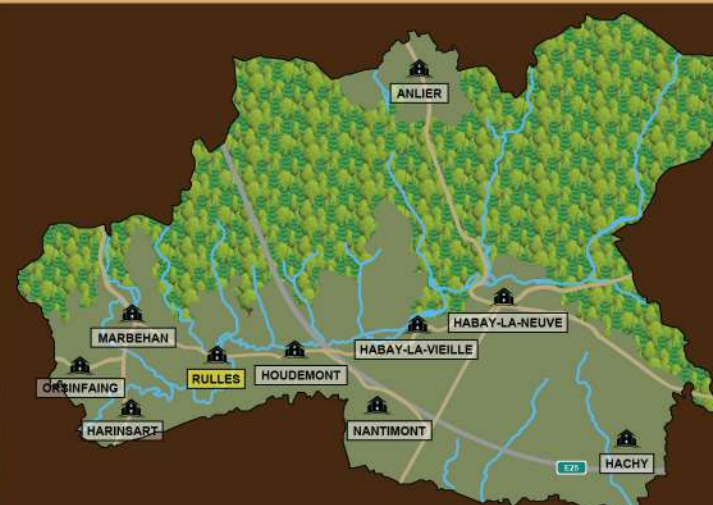 ANLIER
HABAY-LA-NEUVE
MARBEHAN
HABAY-LA-VIEILLE
RULLES
HOUDEMONT
ORSINFAING
HARINSART
NANTIMONT
HACHY
E25